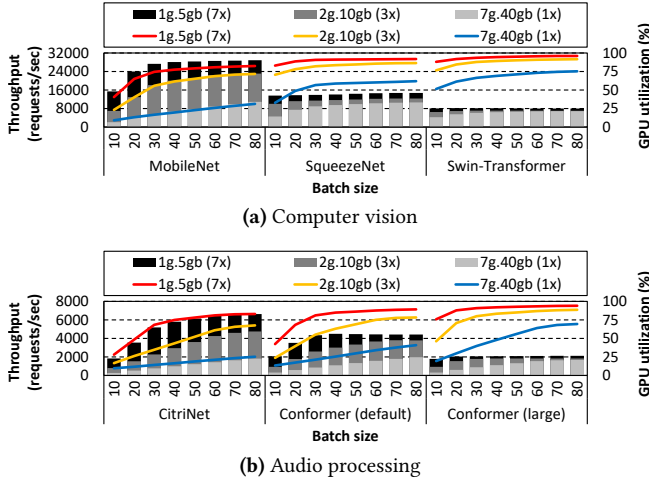 1g.5gb (7x) 2g.10gb (3x) 7g.40gb (1x)
1g.5gb (7x) 2g.10gb (3x) 7g.40gb (1x)
Throughput
(requests/sec)
32000
24000
16000
8000
0
100
75
50
25
0
GPU utilization (%)
10 20 30 40 50 60 70 80 10 20 30 40 50 60 70 80 10 20 30 40 50 60 70 80
MobileNet SqueezeNet Swin-Transformer
Batch size
(a) Computer vision
1g.5gb (7x) 2g.10gb (3x) 7g.40gb (1x)
1g.5gb (7x) 2g.10gb (3x) 7g.40gb (1x)
Throughput
(requests/sec)
8000
6000
4000
2000
0
100
75
50
25
0
GPU utilization (%)
10 20 30 40 50 60 70 80 10 20 30 40 50 60 70 80 10 20 30 40 50 60 70 80
CitriNet Conformer (default) Conformer (large)
Batch size
(b) Audio processing